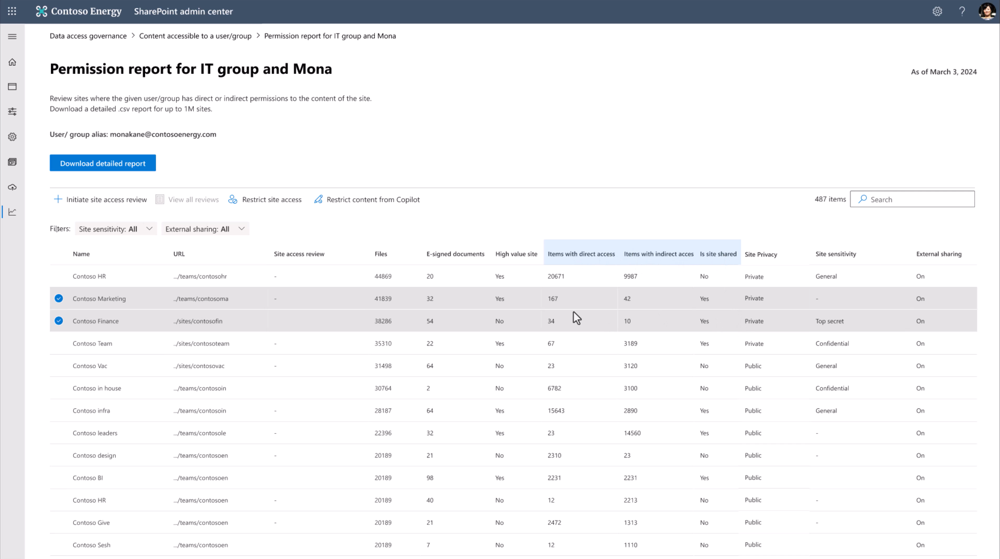 Contoso Energy SharePoint admin center ?
Data access governance > Content accessible to a user/group > Permission report for IT group and Mona
Permission report for IT group and Mona
As of March 3, 2024
Review sites where the given user/group has direct or indirect permissions to the content of the site.
Download a detailed .csv report for up to 1M sites.
User/ group alias: monakane@contosoenergy.com
Download detailed report
Initiate site access review View all reviews Restrict site access Restrict content from Copilot 487 items Search
Filters: Site sensitivity: All External sharing: All
Name URL Site access review Files E-signed documents High value site Items with direct access Items with indirect acces Is site shared Site Privacy Site sensitivity External sharing
Contoso HR .../teams/contosohr - 44869 20 Yes 20671 9987 No Private General On
Contoso Marketing ../teams/contosoma - 41839 32 Yes 167 42 Yes Private - On
Contoso Finance ../sites/contosofin 38286 54 No 34 10 Yes Private Top secret On
Contoso Team ../sites/contosoteam - 35310 22 Yes 67 3189 Yes Private Confidential On
Contoso Vac ../sites/contosovac - 31498 64 No 23 3120 No Public General On
Contoso in house .../teams/contosoin 30764 2 No 6782 3100 No Public Confidential On
Contoso infra .../teams/contosoin - 28187 64 Yes 15643 2890 Yes Public General On
Contoso leaders .../teams/contosole - 22396 32 Yes 23 14560 Yes Public - On
Contoso design .../teams/contosoen - 20189 21 No 2310 23 No Public - On
Contoso BI .../teams/contosoen 20189 98 Yes 2231 2231 Yes Public On
Contoso HR .../teams/contosoen - 20189 40 No 12 2213 No Public - On
Contoso Give .../teams/contosoen - 20189 21 No 2472 1313 No Public - On
Contoso Sesh .../teams/contosoen 20189 7 No 12 1110 No Public On